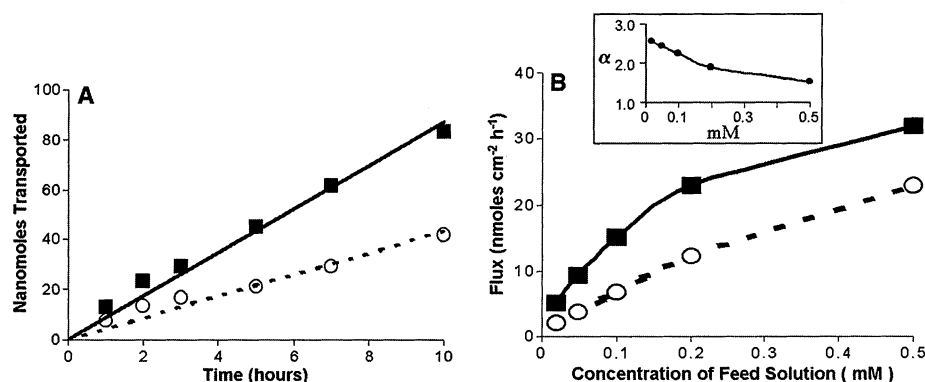 A
Nanomoles Transported
100
80
60
40
20
0
0 2 4 6 8 10
Time (hours)
B
Flux (nmoles cm⁻² h⁻¹)
40
30
20
10
0
0 0.1 0.2 0.3 0.4 0.5
Concentration of Feed Solution ( mM )
α
3.0
2.0
1.0
0.1 0.3 0.5
mM